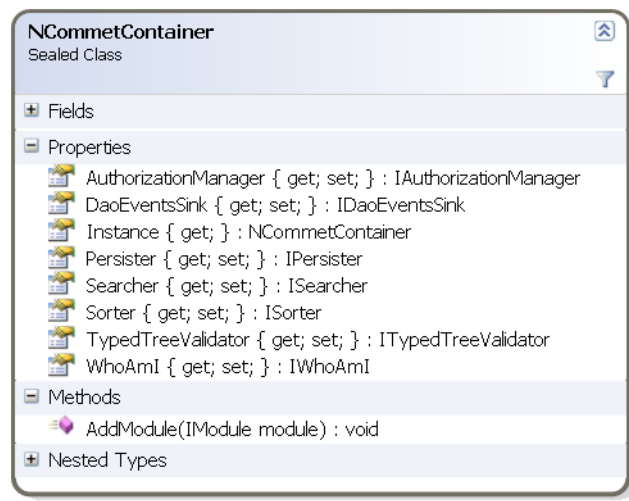 NCommetContainer
Sealed Class
Fields
Properties
AuthorizationManager { get; set; } : IAuthorizationManager
DaoEventsSink { get; set; } : IDaoEventsSink
Instance { get; } : NCommetContainer
Persister { get; set; } : IPersister
Searcher { get; set; } : ISearcher
Sorter { get; set; } : ISorter
TypedTreeValidator { get; set; } : ITypedTreeValidator
WhoAmI { get; set; } : IWhoAmI
Methods
AddModule(IModule module) : void
Nested Types